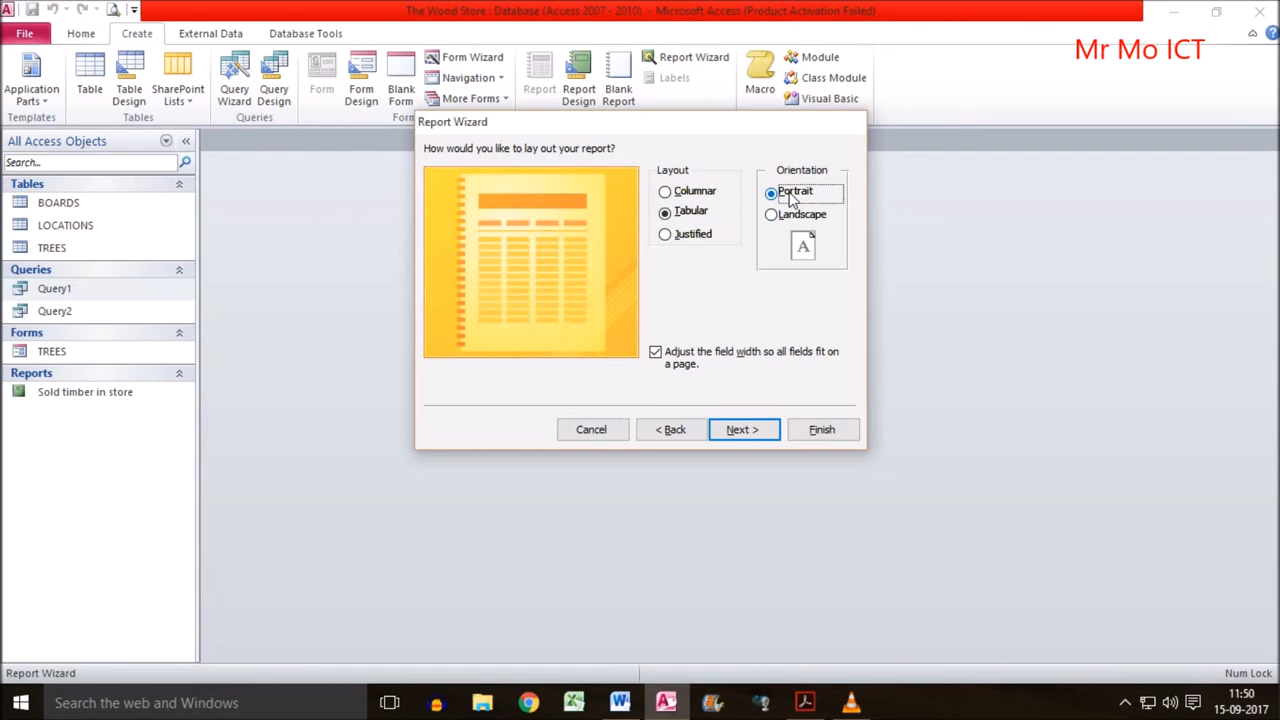 The Wood Store : Database (Access 2007 - 2010) - Microsoft Access (Product Activation Failed)
File Home Create External Data Database Tools
Mr Mo ICT
Application Parts
Templates
Table
Table Design
SharePoint Lists
Tables
Query Wizard
Query Design
Queries
Form
Form Design
Blank Form
Form Wizard
Navigation
More Forms
Form
Report
Report Design
Blank Report
Report Wizard
Labels
Macro
Module
Class Module
Visual Basic
All Access Objects
Search...
Tables
BOARDS
LOCATIONS
TREES
Queries
Query1
Query2
Forms
TREES
Reports
Sold timber in store
Report Wizard
How would you like to lay out your report?
Layout
Columnar
Tabular
Justified
Orientation
Portrait
Landscape
A
Adjust the field width so all fields fit on
a page.
Cancel < Back Next > Finish
Report Wizard Num Lock
Search the web and Windows
11:50
15-09-2017